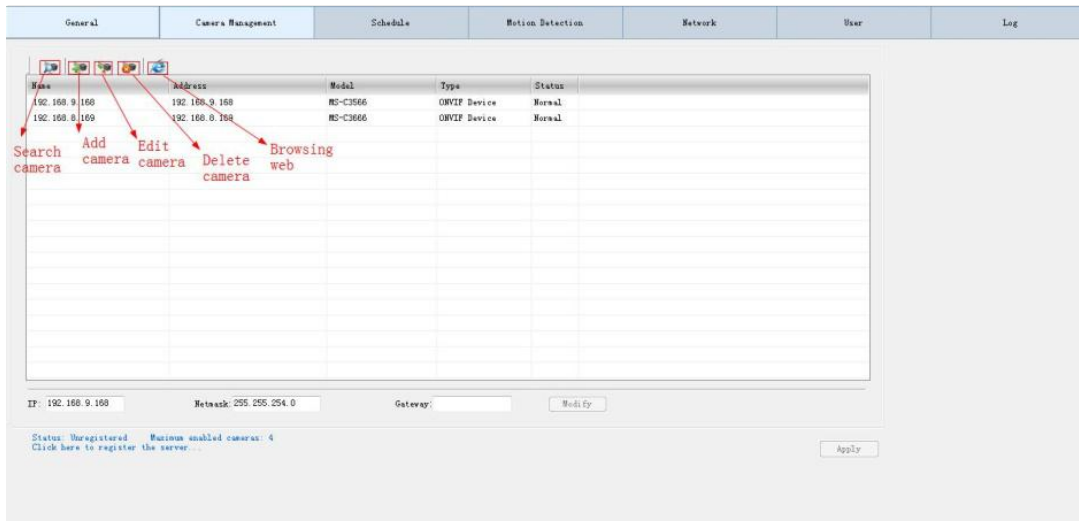 General Camera Management Schedule Motion Detection Network User Log
Name Address Model Type Status
192.168.9.168 192.168.9.168 MS-C3566 ONVIF Device Normal
192.168.8.169 192.168.8.169 MS-C3666 ONVIF Device Normal
Search camera
Add camera
Edit camera
Delete camera
Browsing web
IP: 192.168.9.168 Netmask: 255.255.254.0 Gateway: Modify
Status: Unregistered Maximum enabled cameras: 4
Click here to register the server...
Apply